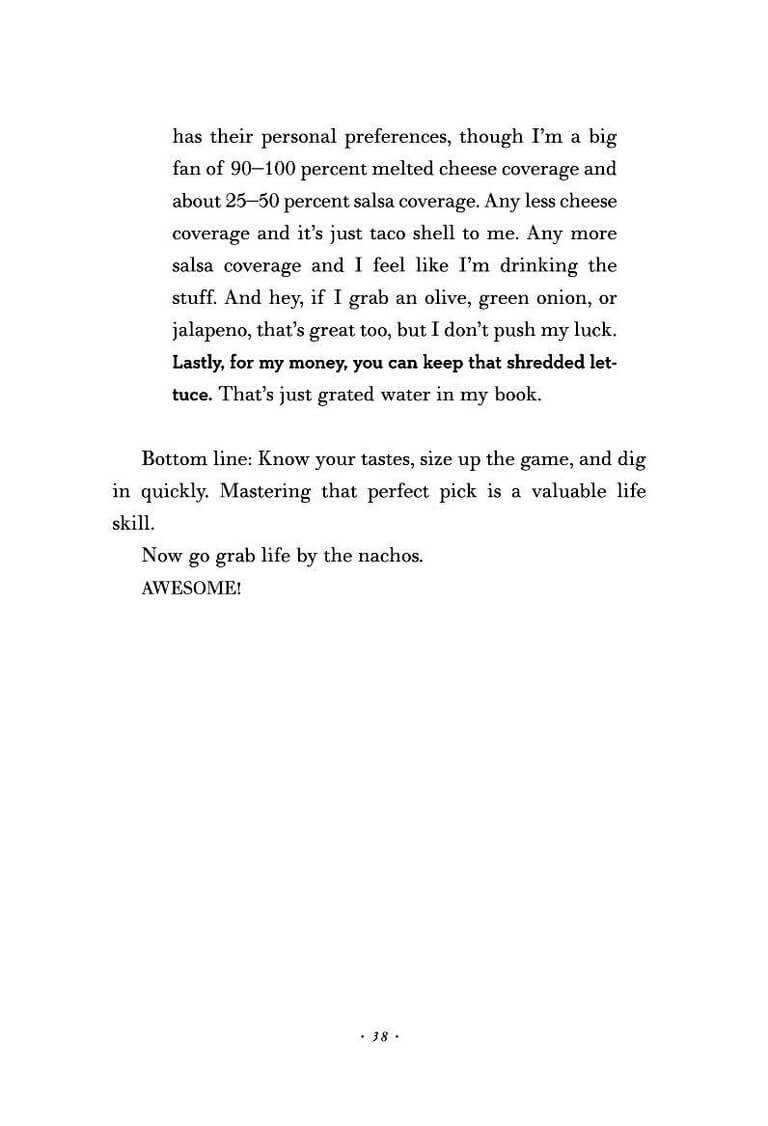 has their personal preferences, though I'm a big
fan of 90–100 percent melted cheese coverage and
about 25–50 percent salsa coverage. Any less cheese
coverage and it's just taco shell to me. Any more
salsa coverage and I feel like I'm drinking the
stuff. And hey, if I grab an olive, green onion, or
jalapeno, that's great too, but I don't push my luck.
Lastly, for my money, you can keep that shredded let-
tuce. That's just grated water in my book.
Bottom line: Know your tastes, size up the game, and dig
in quickly. Mastering that perfect pick is a valuable life
skill.
Now go grab life by the nachos.
AWESOME!
· 38 ·